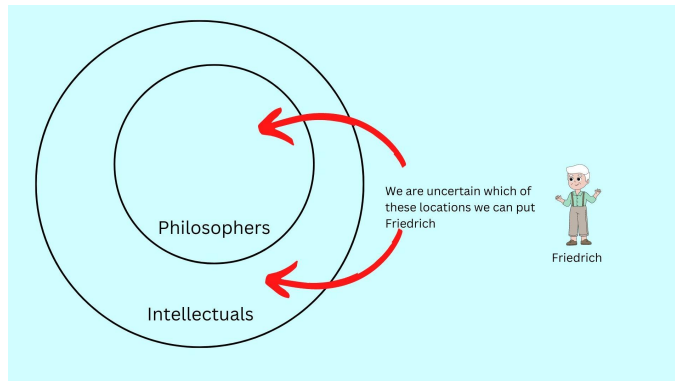 Philosophers
Intellectuals
We are uncertain which of
these locations we can put
Friedrich
Friedrich